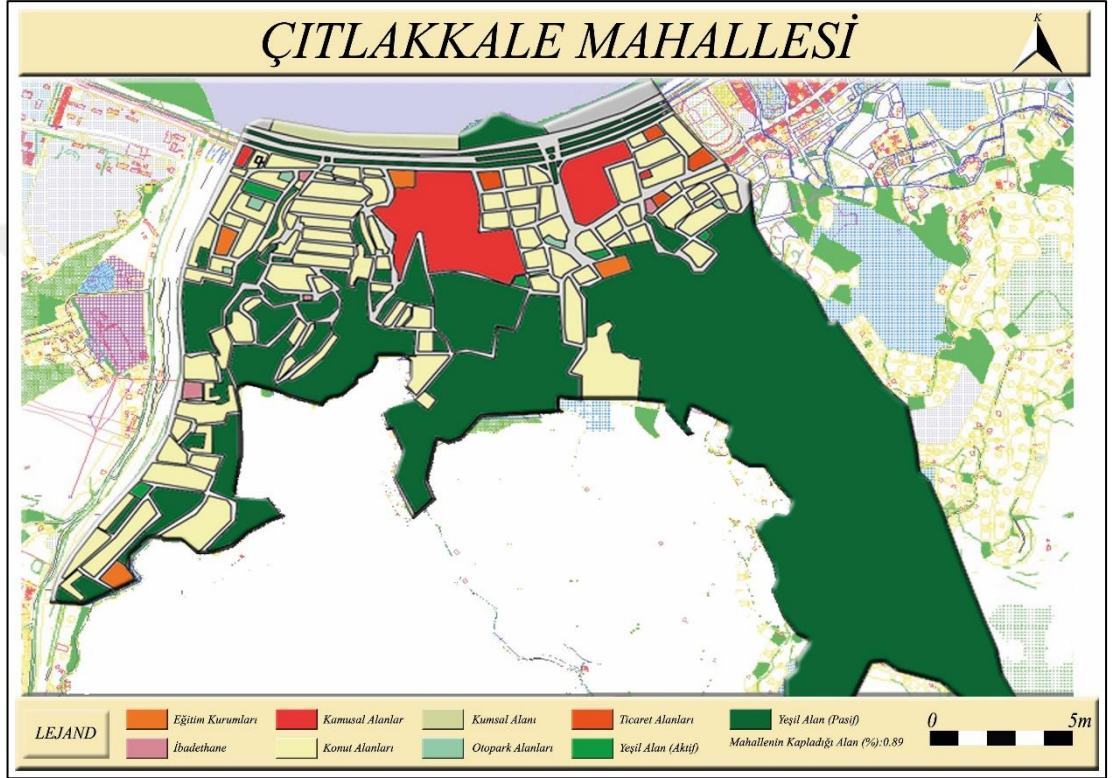 ÇITLAKKALE MAHALLESİ
K
LEJAND
Eğitim Kurumları
Kamusal Alanlar
Kumsal Alanı
Ticaret Alanları
Yeşil Alan (Pasif)
İbadethane
Konut Alanları
Otopark Alanları
Yeşil Alan (Aktif)
Mahallenin Kapladığı Alan (%):0.89
0 5m